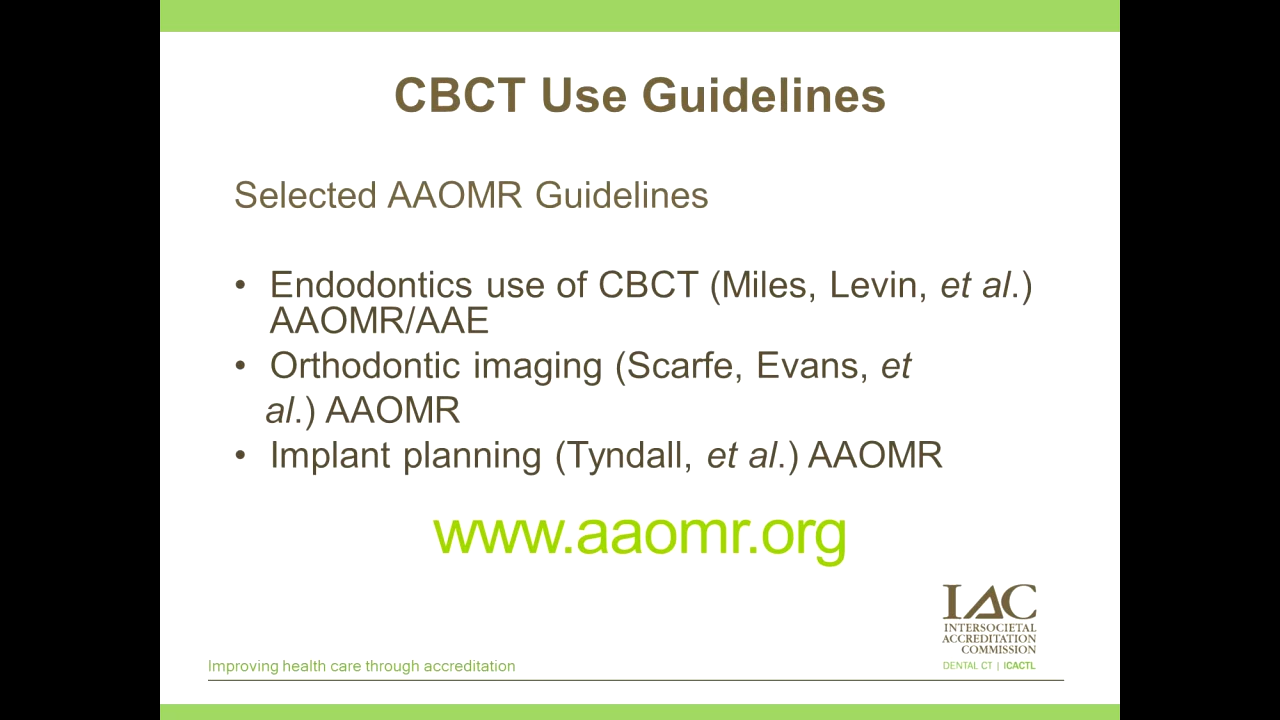 CBCT Use Guidelines
Selected AAOMR Guidelines
• Endodontics use of CBCT (Miles, Levin, et al.)
AAOMR/AAE
• Orthodontic imaging (Scarfe, Evans, et
al.) AAOMR
• Implant planning (Tyndall, et al.) AAOMR
www.aaomr.org
IAC
INTERSOCIETAL
ACCREDITATION
COMMISSION
DENTAL CT | ICACTL
Improving health care through accreditation